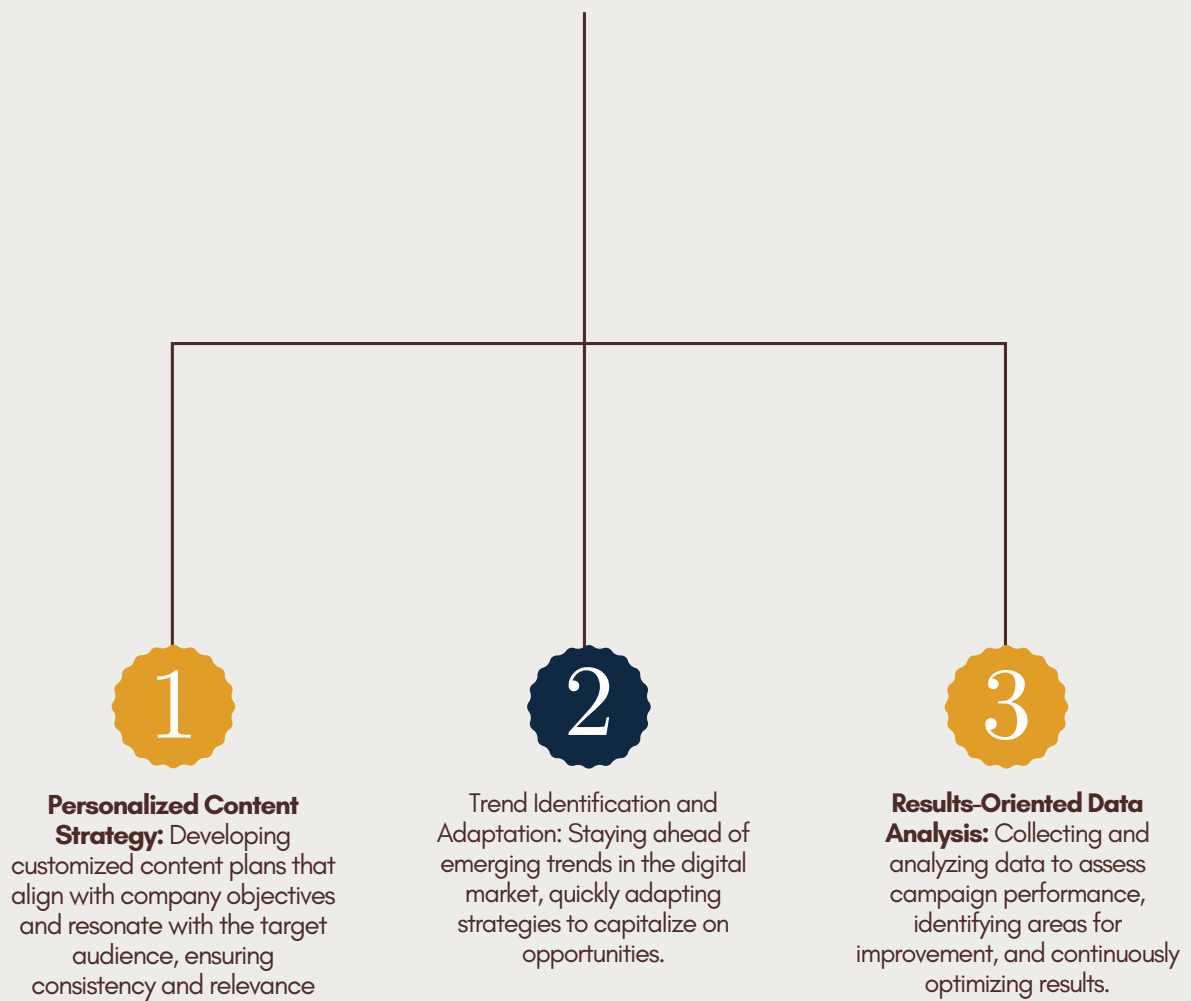 1
Personalized Content
Strategy: Developing
customized content plans that
align with company objectives
and resonate with the target
audience, ensuring
consistency and relevance
2
Trend Identification and
Adaptation: Staying ahead of
emerging trends in the digital
market, quickly adapting
strategies to capitalize on
opportunities.
3
Results-Oriented Data
Analysis: Collecting and
analyzing data to assess
campaign performance,
identifying areas for
improvement, and continuously
optimizing results.